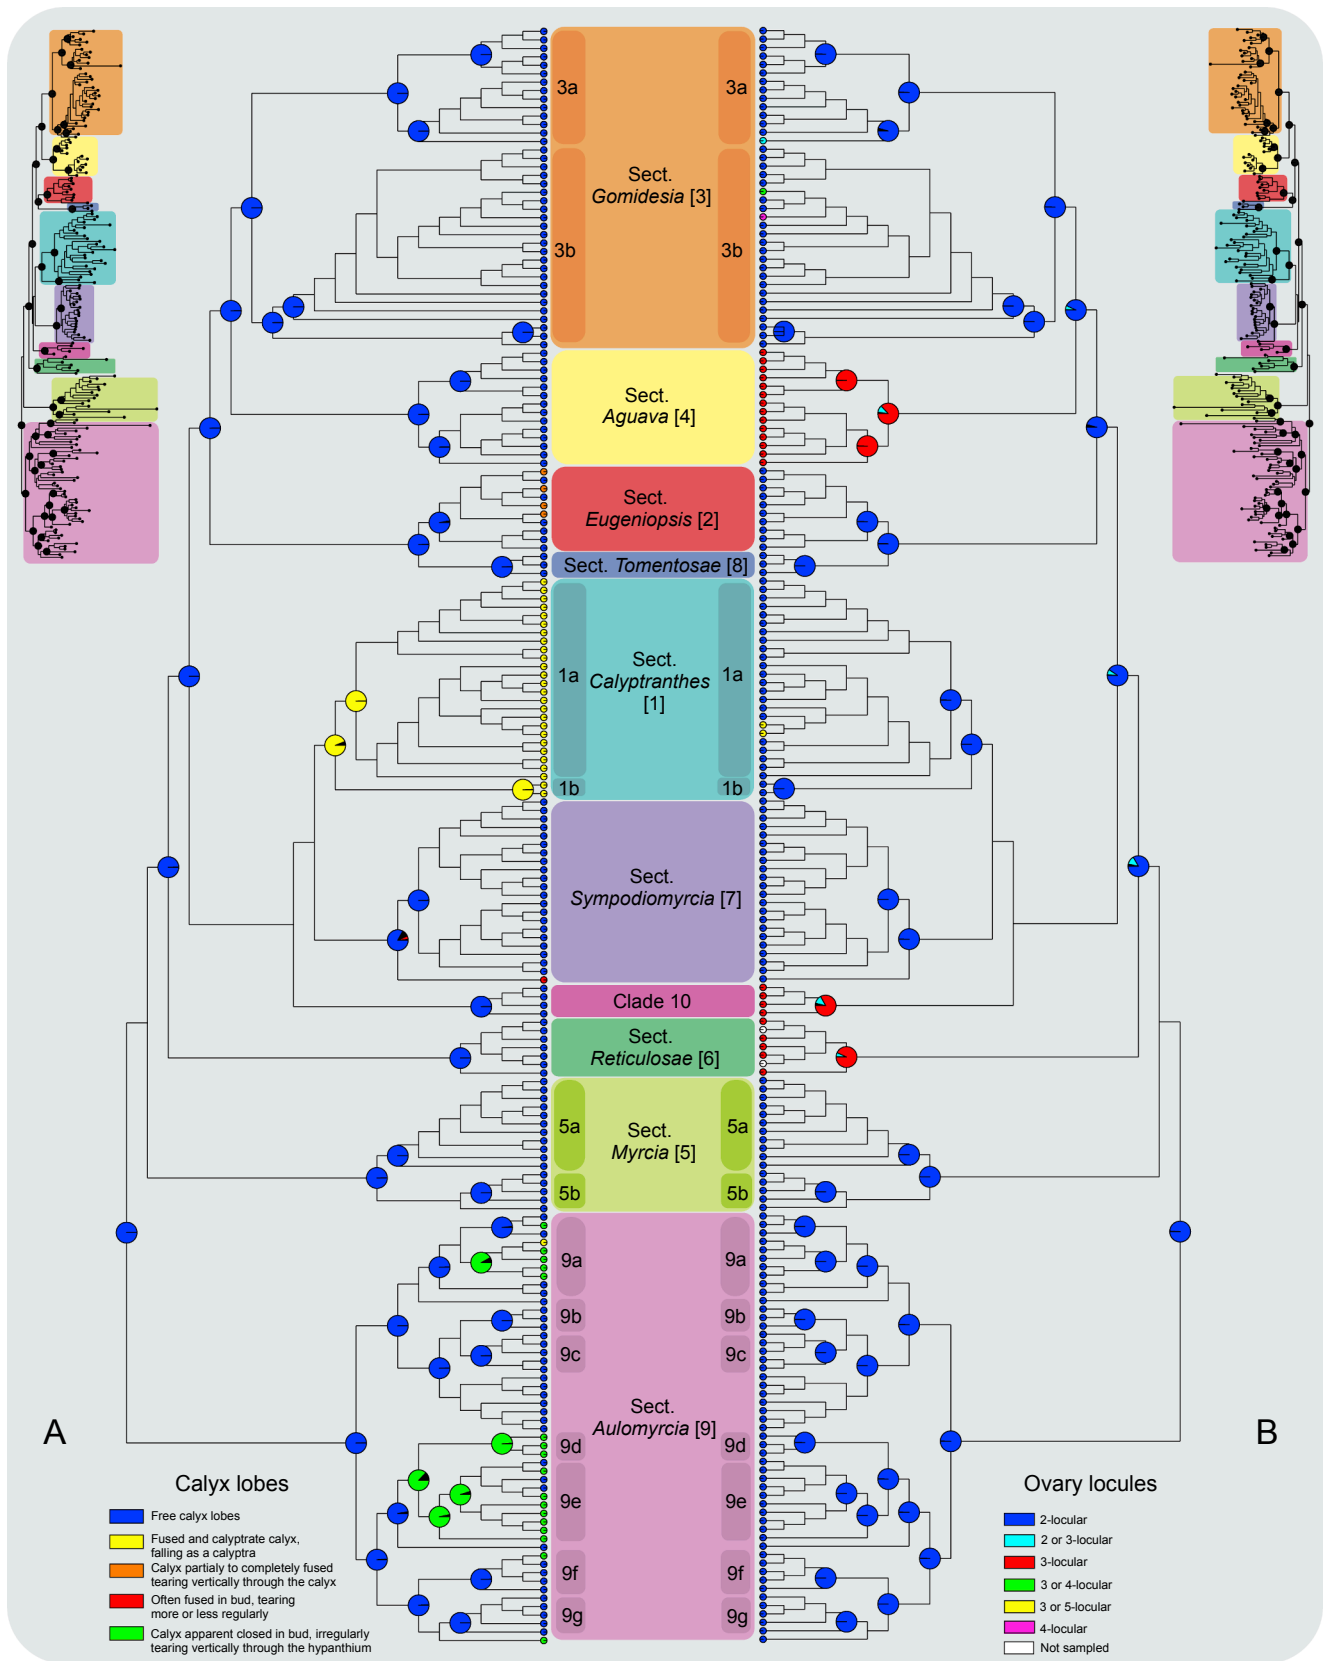 3a
3a
Sect.
Gomidesia [3]
3b
3b
Sect.
Aguava [4]
Sect.
Eugeniopsis [2]
Sect. Tomentosae [8]
1a
Sect.
Calyptranthes
[1]
1a
1b
1b
Sect.
Sympodiomyrcia [7]
Clade 10
Sect.
Reticulosae [6]
5a
Sect.
Myrcia [5]
5a
5b
5b
9a
9a
9b
9b
9c
9c
Sect.
Aulomyrcia [9]
9d
9d
9e
9e
9f
9f
9g
9g
A
Calyx lobes
Free calyx lobes
Fused and calyptrate calyx,
falling as a calyptra
Calyx partialy to completely fused
tearing vertically through the calyx
Often fused in bud, tearing
more or less regularly
Calyx apparent closed in bud, irregularly
tearing vertically through the hypanthium
B
Ovary locules
2-locular
2 or 3-locular
3-locular
3 or 4-locular
3 or 5-locular
4-locular
Not sampled